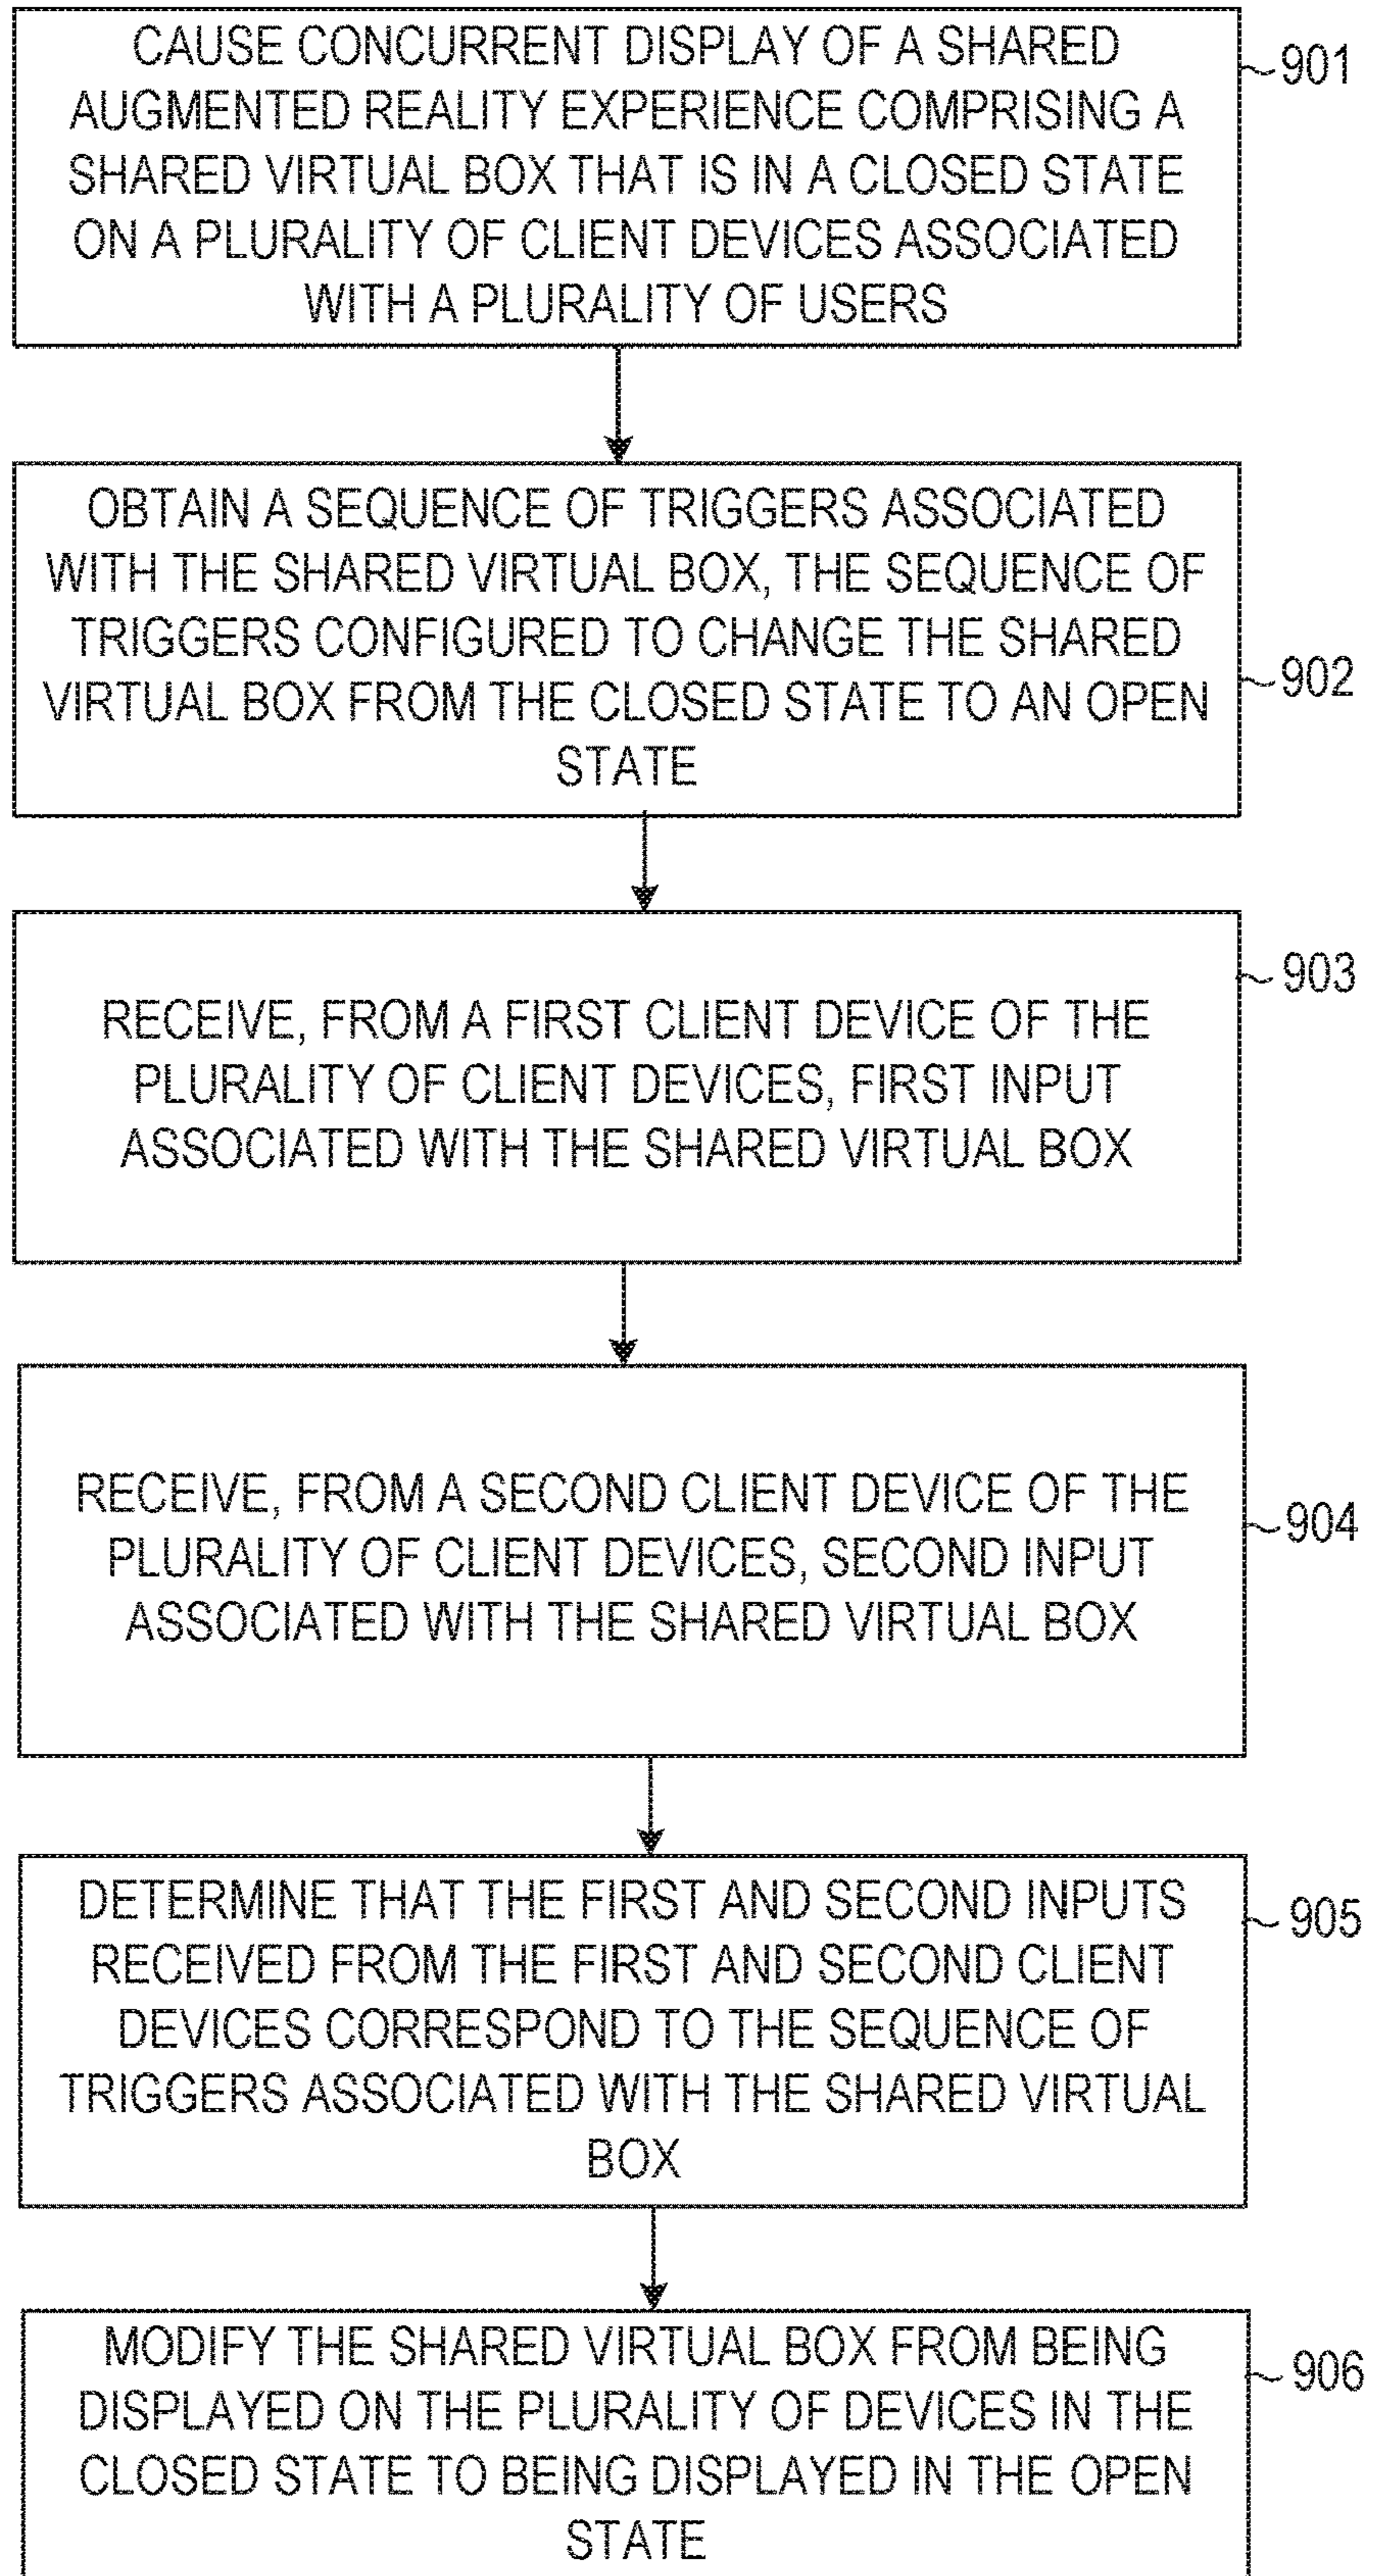 CAUSE CONCURRENT DISPLAY OF A SHARED
AUGMENTED REALITY EXPERIENCE COMPRISING A
SHARED VIRTUAL BOX THAT IS IN A CLOSED STATE
ON A PLURALITY OF CLIENT DEVICES ASSOCIATED
WITH A PLURALITY OF USERS
901
OBTAIN A SEQUENCE OF TRIGGERS ASSOCIATED
WITH THE SHARED VIRTUAL BOX, THE SEQUENCE OF
TRIGGERS CONFIGURED TO CHANGE THE SHARED
VIRTUAL BOX FROM THE CLOSED STATE TO AN OPEN
STATE
902
RECEIVE, FROM A FIRST CLIENT DEVICE OF THE
PLURALITY OF CLIENT DEVICES, FIRST INPUT
ASSOCIATED WITH THE SHARED VIRTUAL BOX
903
RECEIVE, FROM A SECOND CLIENT DEVICE OF THE
PLURALITY OF CLIENT DEVICES, SECOND INPUT
ASSOCIATED WITH THE SHARED VIRTUAL BOX
904
DETERMINE THAT THE FIRST AND SECOND INPUTS
RECEIVED FROM THE FIRST AND SECOND CLIENT
DEVICES CORRESPOND TO THE SEQUENCE OF
TRIGGERS ASSOCIATED WITH THE SHARED VIRTUAL
BOX
905
MODIFY THE SHARED VIRTUAL BOX FROM BEING
DISPLAYED ON THE PLURALITY OF DEVICES IN THE
CLOSED STATE TO BEING DISPLAYED IN THE OPEN
STATE
906